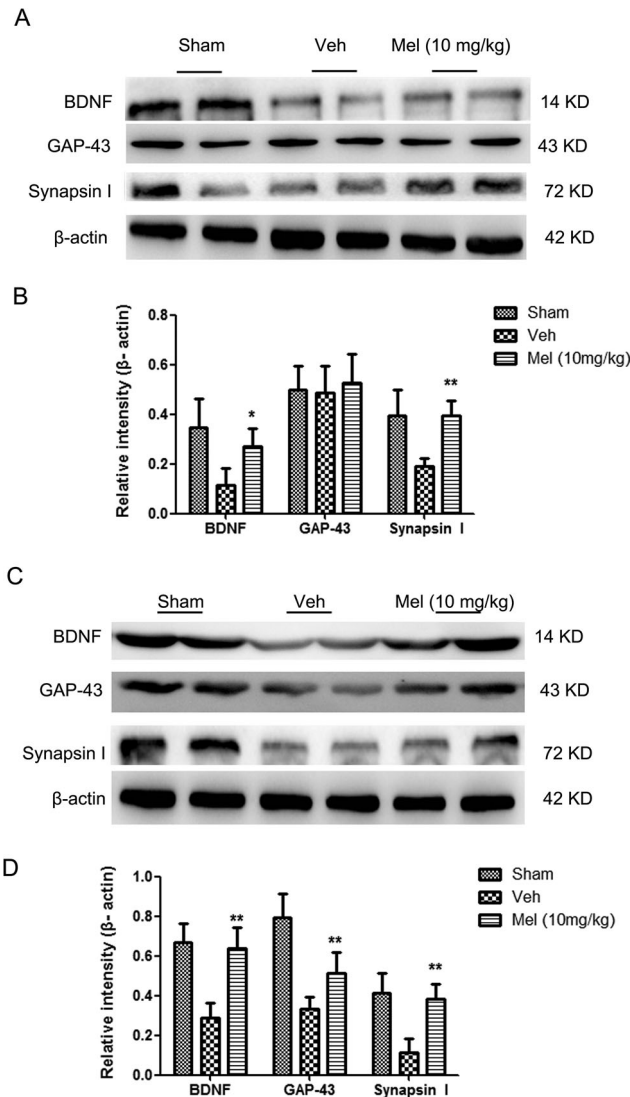 A
Sham Veh Mel (10 mg/kg)
BDNF 14 KD
GAP-43 43 KD
Synapsin I 72 KD
β-actin 42 KD
B
Relative intensity (β- actin)
0.8
0.6
0.4
0.2
0.0
* **
BDNF GAP-43 Synapsin I
Sham
Veh
Mel (10mg/kg)
C
Sham Veh Mel (10 mg/kg)
BDNF 14 KD
GAP-43 43 KD
Synapsin I 72 KD
β-actin 42 KD
D
Relative intensity (β- actin)
1.0
0.8
0.6
0.4
0.2
0.0
** ** **
BDNF GAP-43 Synapsin I
Sham
Veh
Mel (10mg/kg)